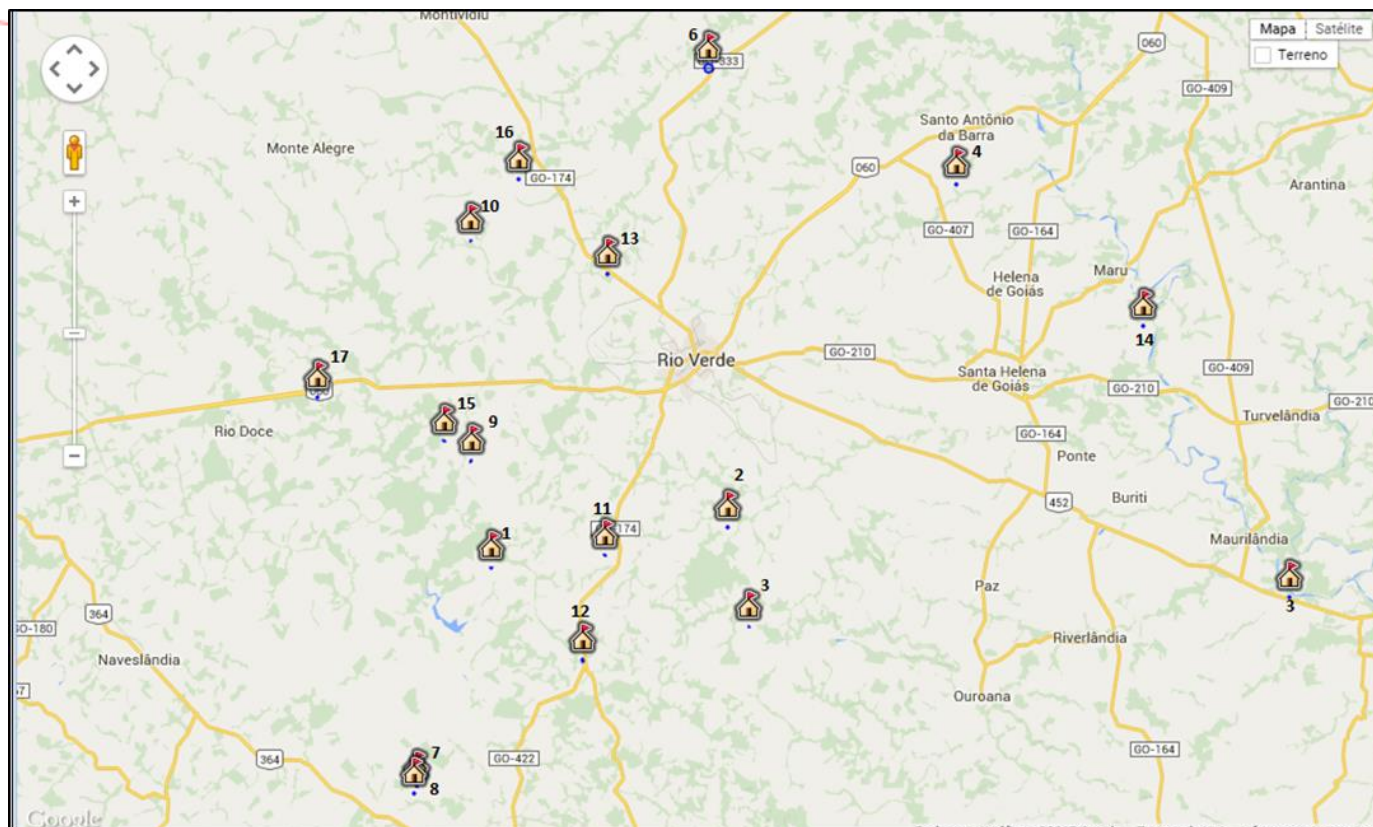 Montividiu
6
GO-333
Mapa
Satélite
Terreno
060
GO-409
Santo Antônio
da Barra
16
Monte Alegre
4
060
GO-174
Arantina
10
GO-407
GO-164
13
Maru
Helena
de Goiás
14
Rio Verde
GO-210
17
Santa Helena
de Goiás
GO-409
GO-210
GO-210
15
Turvelândia
Rio Doce
9
GO-164
Ponte
2
452
Buriti
11
174
1
Maurilândia
Paz
3
3
12
364
GO-180
Riverlândia
Naveslândia
Ouroana
7
364
GO-422
GO-164
8
Google